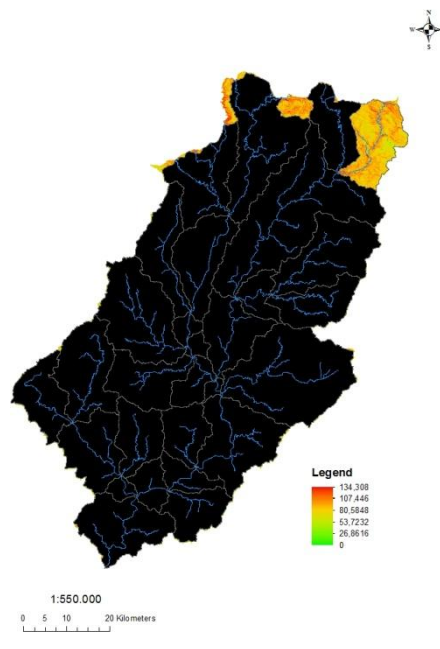 N
W E
S
Legend
134,308
107,446
80,5848
53,7232
26,8616
0
1:550.000
0 5 10 20 Kilometers